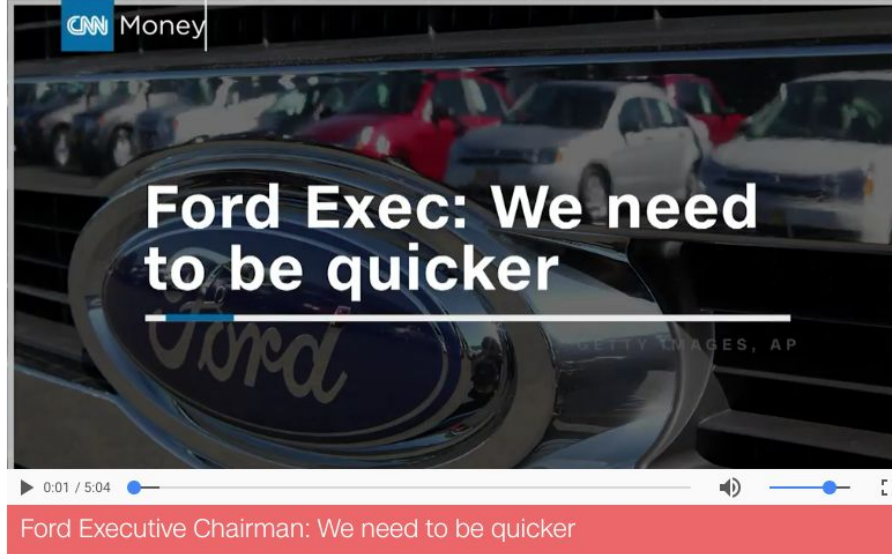 CNN Money
Ford Exec: We need
to be quicker
Ford
GETTY IMAGES, AP
0:01 / 5:04
Ford Executive Chairman: We need to be quicker